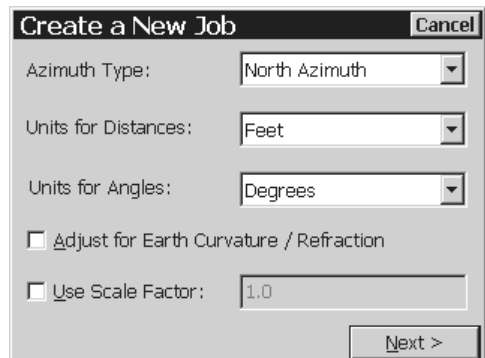 Create a New Job Cancel
Azimuth Type: North Azimuth
Units for Distances: Feet
Units for Angles: Degrees
Adjust for Earth Curvature / Refraction
Use Scale Factor: 1.0
Next >